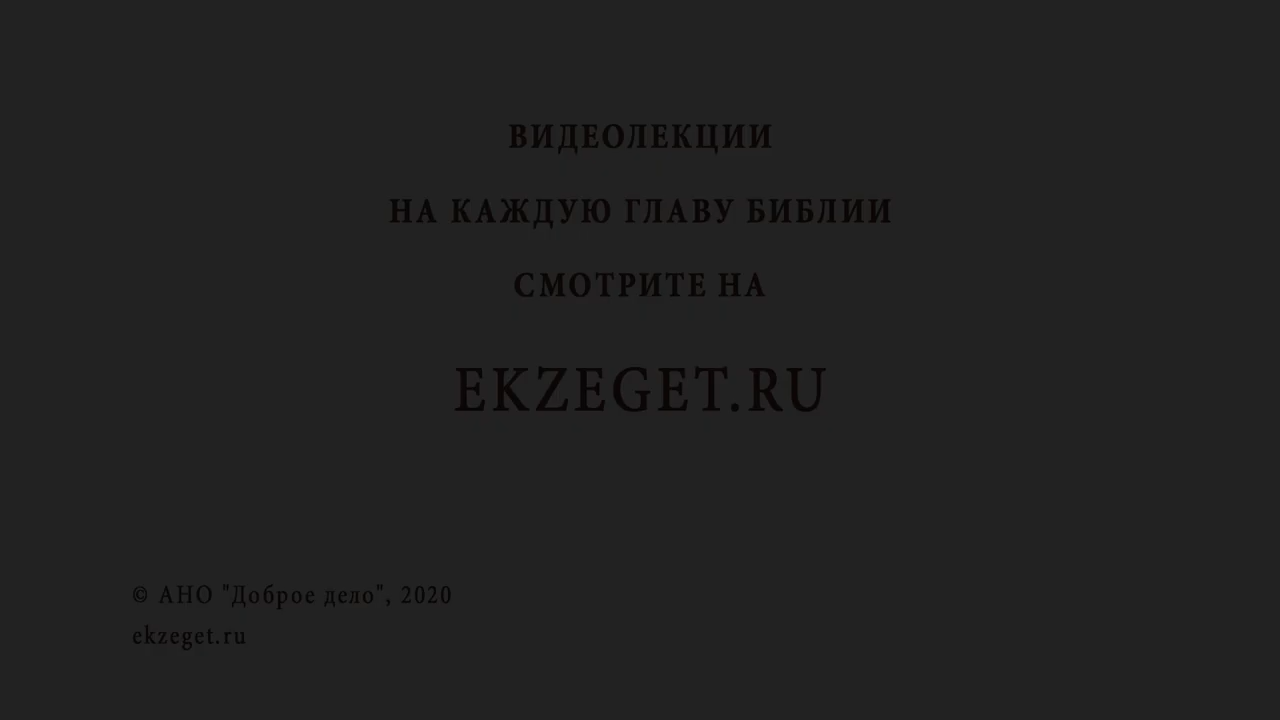 ВИДЕОЛЕКЦИИ
НА КАЖДУЮ ГЛАВУ БИБЛИИ
СМОТРИТЕ НА
EKZEGET.RU
© АНО "Доброе дело", 2020
ekzeget.ru